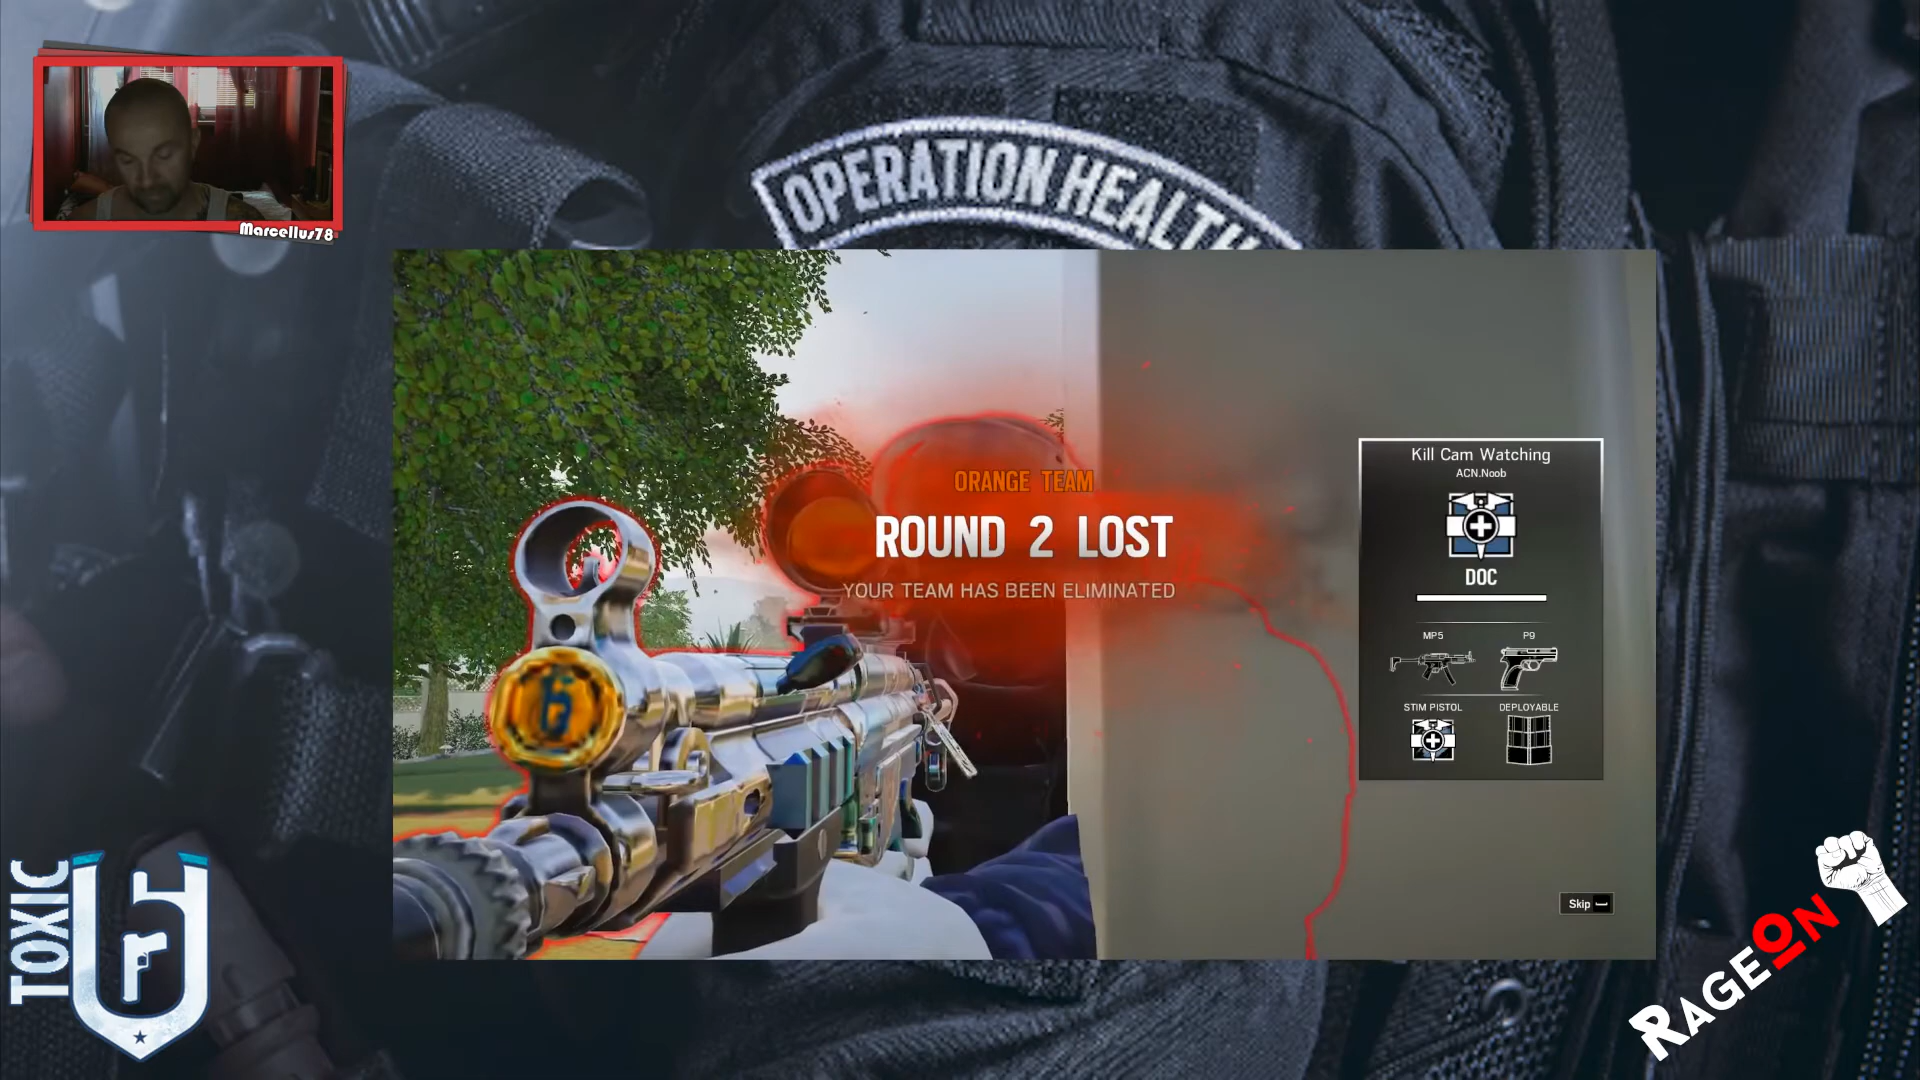 OPERATION HEALTH
Marcellus78
ORANGE TEAM
ROUND 2 LOST
YOUR TEAM HAS BEEN ELIMINATED
Kill Cam Watching
ACN.Noob
DOC
MP5
P9
STIM PISTOL
DEPLOYABLE
Skip
6
TOXIC
RAGEON